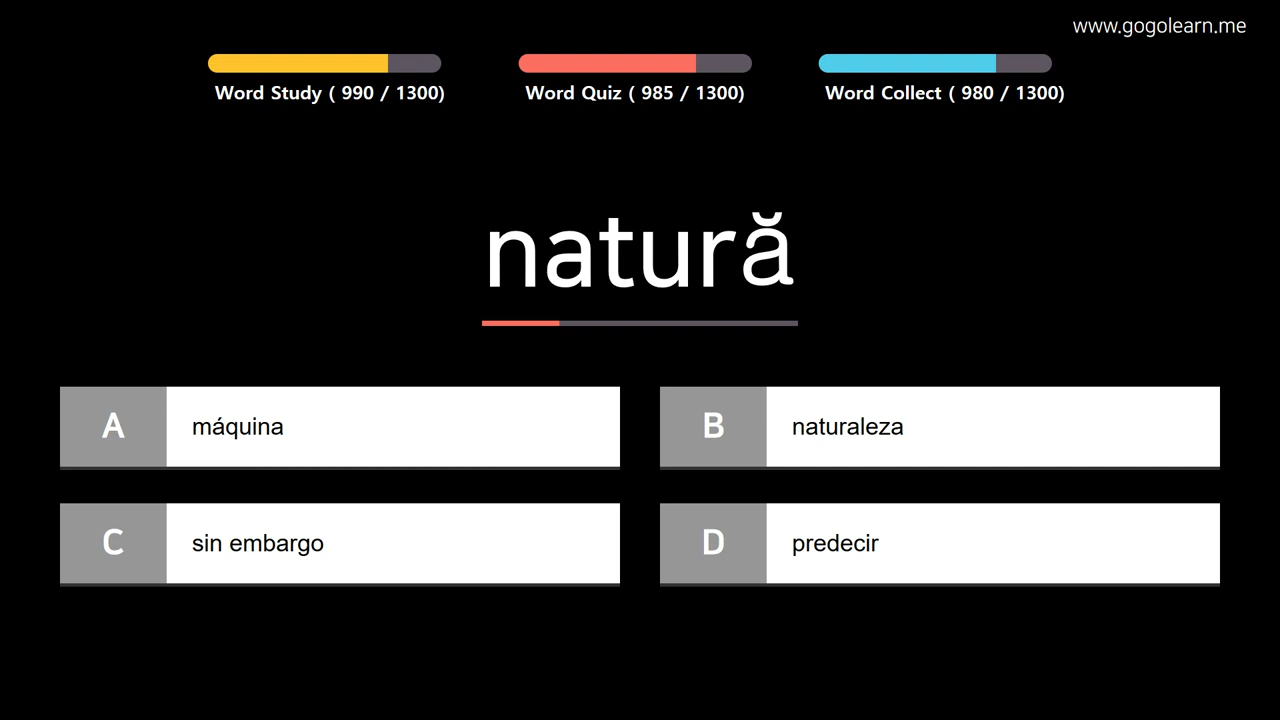 www.gogolearn.me
Word Study ( 990 / 1300)
Word Quiz ( 985 / 1300)
Word Collect ( 980 / 1300)
natură
A
máquina
B
naturaleza
C
sin embargo
D
predecir